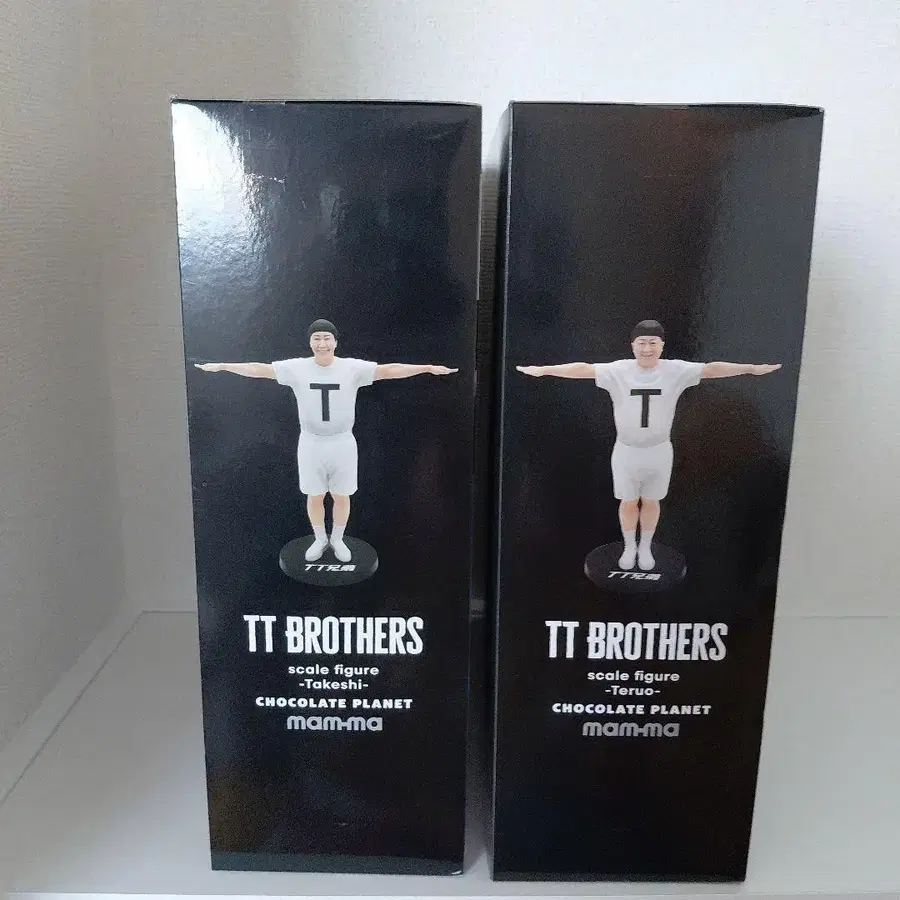 T
TT兄弟
TT BROTHERS
scale figure
-Takeshi-
CHOCOLATE PLANET
mam-ma
T
TT兄弟
TT BROTHERS
scale figure
-Teruo-
CHOCOLATE PLANET
mam-ma